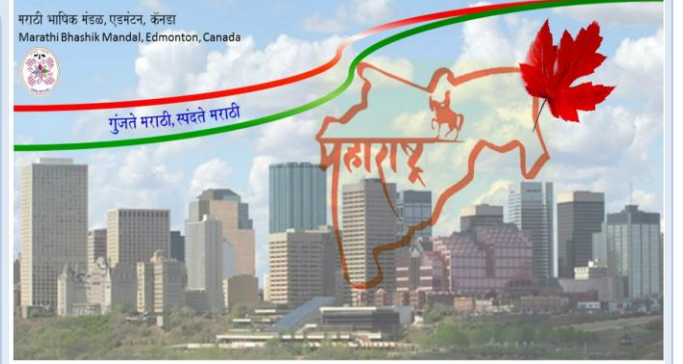 मराठी भाषिक मंडळ, एडमंटन, कॅनडा
Marathi Bhashik Mandal, Edmonton, Canada
गुंजते मराठी, स्पंदते मराठी
महाराष्ट्र